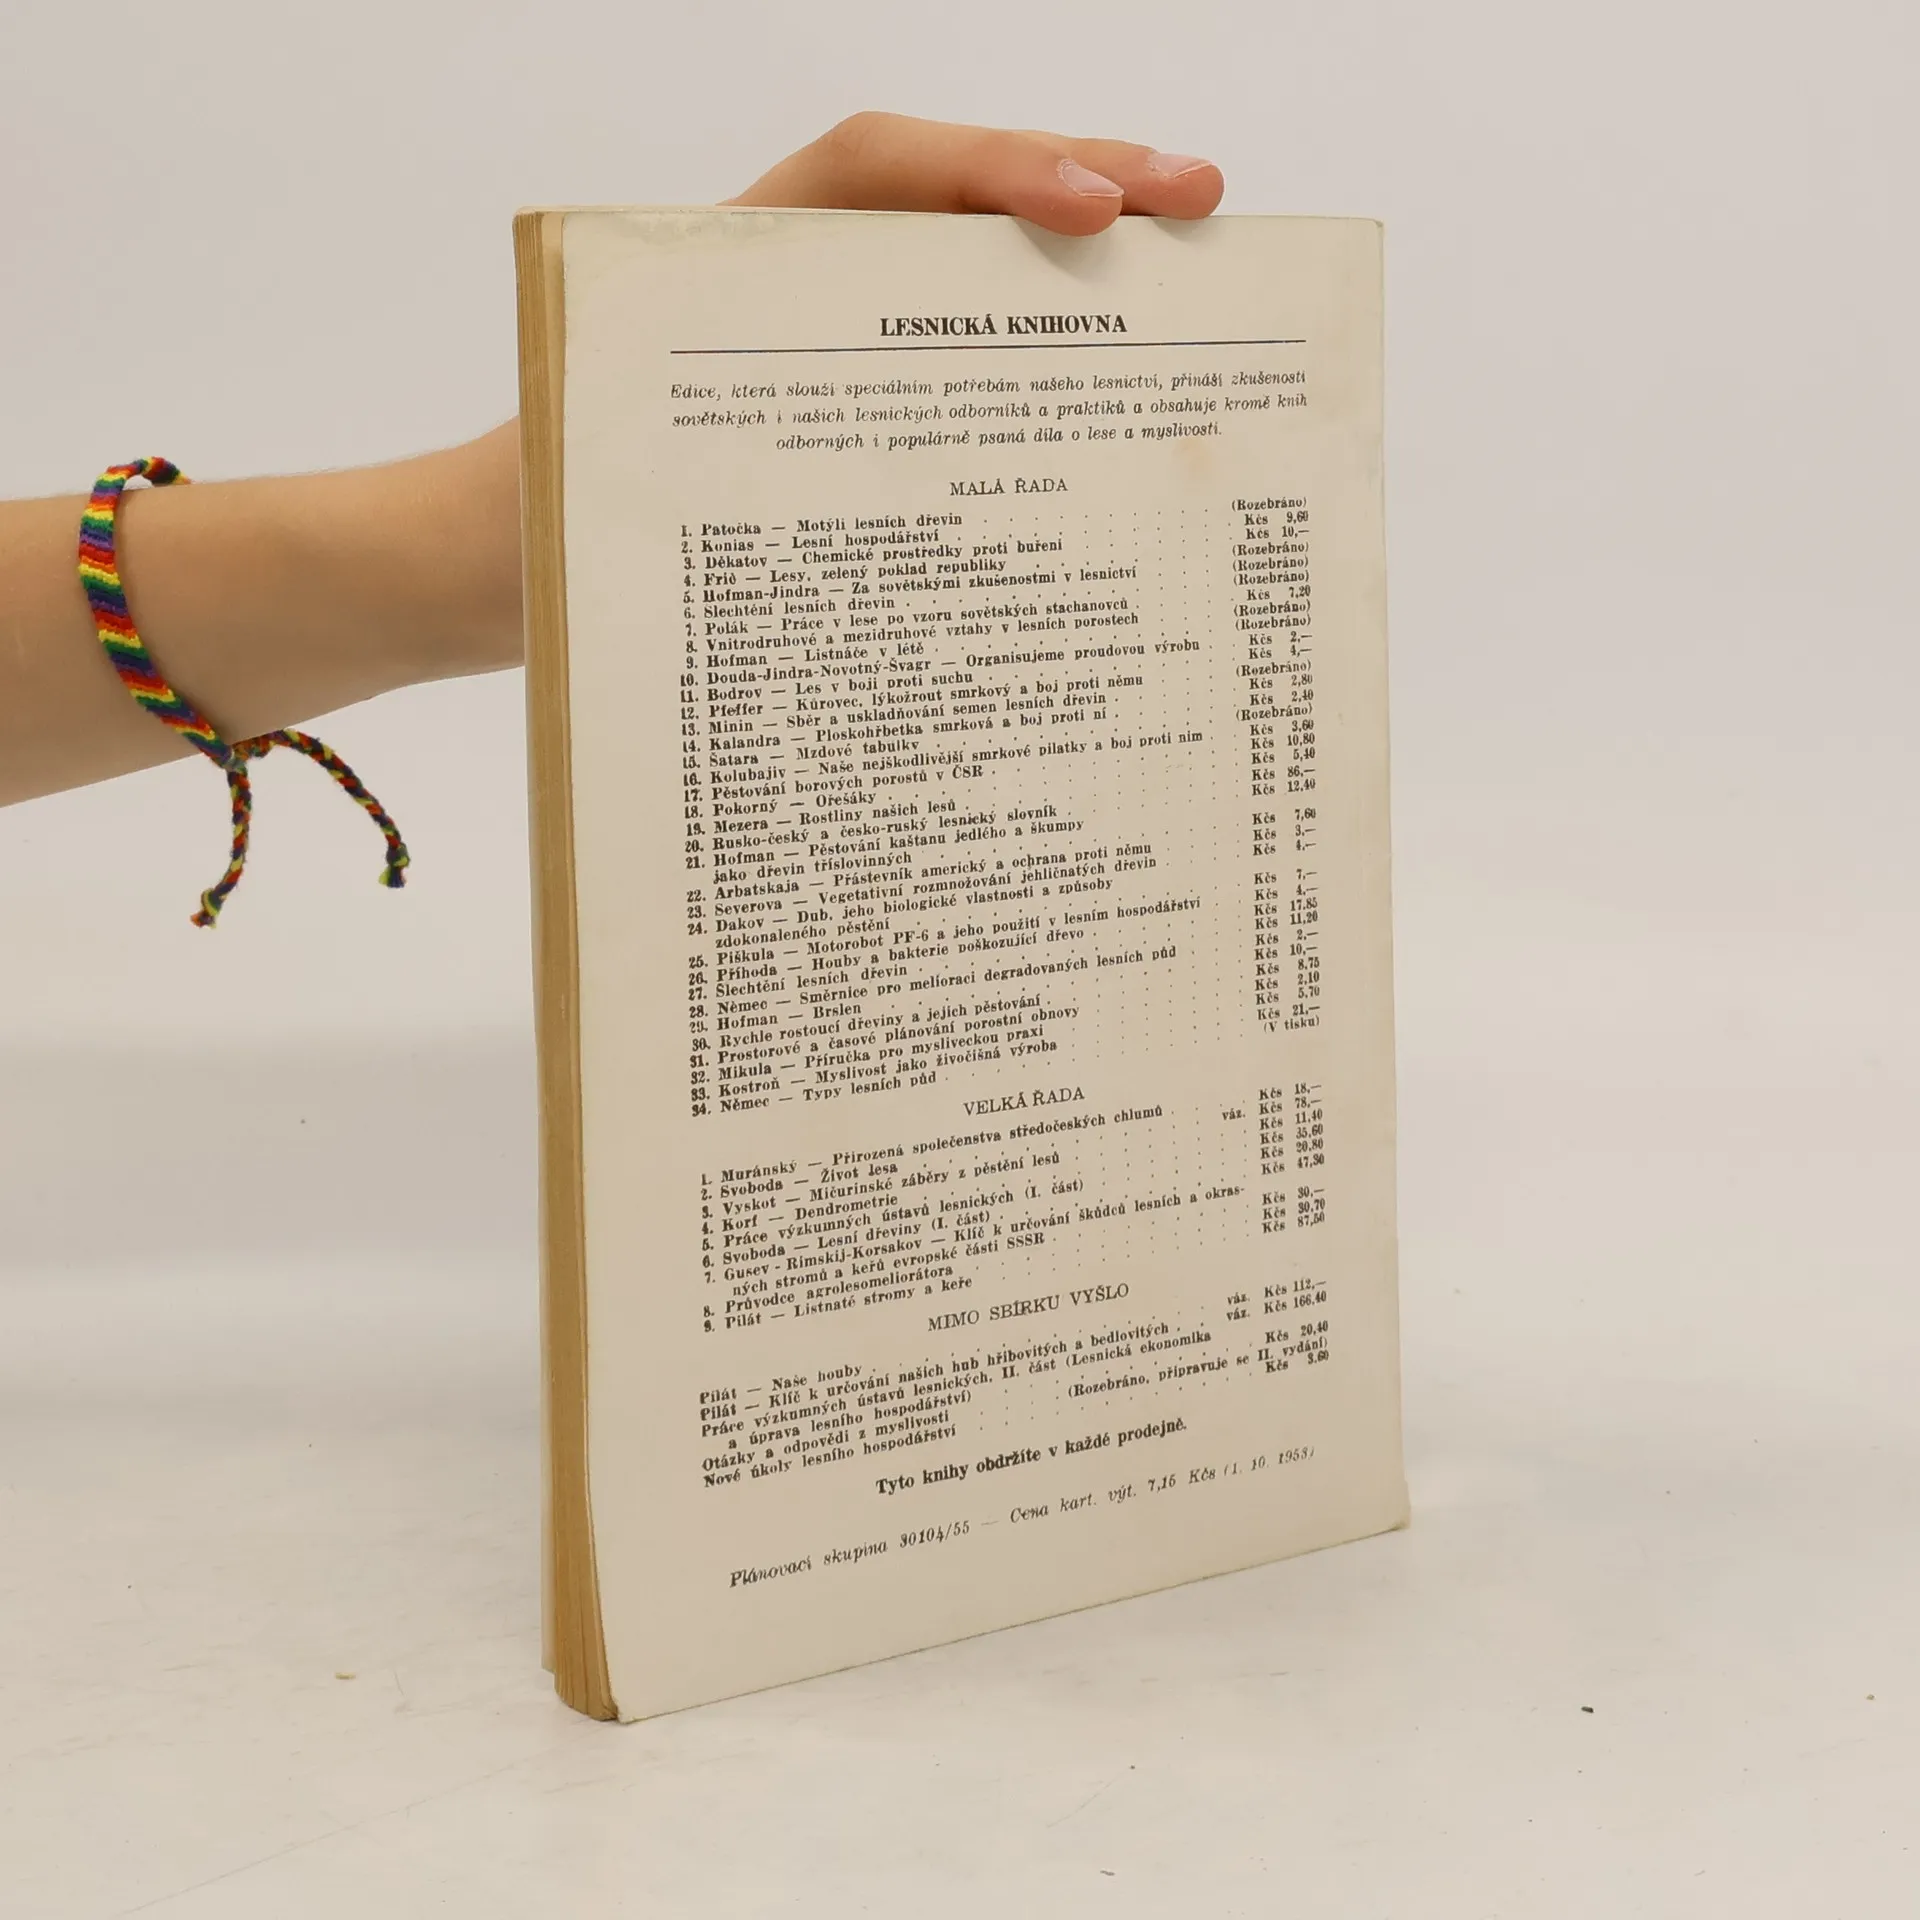 LESNICKÁ KNIHOVNA
Edice, která slouží speciálním potřebám našeho lesnictví, přináší zkušenosti
sovětských i našich lesnických odborníků a praktiků a obsahuje kromě knih
odborných i populárně psaná díla o lese a myslivosti.
MALÁ ŘADA
1. Patočka — Motýli lesních dřevin . . . . . . . . (Rozebráno)
2. Konias — Lesní hospodářství . . . . . . . . Kčs 9,60
3. Děkatov — Chemické prostředky proti buřeni . . . . . Kčs 10,—
4. Frič — Lesy, zelený poklad republiky . . . . . . (Rozebráno)
5. Hofman-Jindra — Za sovětskými zkušenostmi v lesnictví . . . (Rozebráno)
6. Šlechtění lesních dřevin . . . . . . . . . (Rozebráno)
7. Polák — Práce v lese po vzoru sovětských stachanovců . . . . Kčs 7,20
8. Vnitrodruhové a mezidruhové vztahy v lesních porostech . . . (Rozebráno)
9. Hofman — Listnáče v létě . . . . . . . . . (Rozebráno)
10. Douda-Jindra-Novotný-Švagr — Organisujeme proudovou výrobu . Kčs 2,—
11. Bodrov — Les v boji proti suchu . . . . . . . . Kčs 4,—
12. Pfeffer — Kůrovec, lýkožrout smrkový a boj proti němu . . . (Rozebráno)
13. Minin — Sběr a uskladňování semen lesních dřevin . . . . Kčs 2,80
14. Kalandra — Ploskohřbetka smrková a boj proti ní . . . . . Kčs 2,40
15. Šatara — Mzdové tabulky . . . . . . . . . (Rozebráno)
16. Kolubajiv — Naše nejškodlivější smrkové pilatky a boj proti nim . Kčs 3,60
17. Pěstování borových porostů v ČSR . . . . . . . . Kčs 10,80
18. Pokorný — Ořešáky . . . . . . . . . . . Kčs 5,40
19. Mezera — Rostliny našich lesů . . . . . . . . . Kčs 86,—
20. Rusko-český a česko-ruský lesnický slovník . . . . . . Kčs 12,40
21. Hofman — Pěstování kaštanu jedlého a škumpy
jako dřevin tříslovinných . . . . . . . . . Kčs 7,60
22. Arbatskaja — Přástevník americký a ochrana proti němu . . . Kčs 3,—
23. Severova — Vegetativní rozmnožování jehličnatých dřevin . . . Kčs 4,—
24. Dakov — Dub, jeho biologické vlastnosti a způsoby
zdokonaleného pěstění . . . . . . . . . . Kčs 7,—
25. Piškula — Motorobot PF-6 a jeho použití v lesním hospodářství . . Kčs 4,—
26. Příhoda — Houby a bakterie poškozující dřevo . . . . . . Kčs 17,85
27. Šlechtění lesních dřevin . . . . . . . . . . Kčs 11,20
28. Němec — Směrnice pro melioraci degradovaných lesních půd . . Kčs 2,—
29. Hofman — Brslen . . . . . . . . . . . Kčs 10,—
30. Rychle rostoucí dřeviny a jejich pěstování . . . . . . . Kčs 8,75
31. Prostorové a časové plánování porostní obnovy . . . . . Kčs 2,10
32. Mikula — Příručka pro mysliveckou praxi . . . . . . Kčs 5,70
33. Kostroň — Myslivost jako živočišná výroba . . . . . . Kčs 21,—
34. Němec — Typy lesních půd . . . . . . . . . (V tisku)
VELKÁ ŘADA
1. Muránský — Přirozená společenstva středočeských chlumů . . . Kčs 18,—
2. Svoboda — Život lesa . . . . . . . . . váz. Kčs 78,—
3. Vyskot — Mičurinské záběry z pěstění lesů . . . . . . Kčs 11,40
4. Korf — Dendrometrie . . . . . . . . . . Kčs 35,60
5. Práce výzkumných ústavů lesnických (I. část) . . . . . . Kčs 20,80
6. Svoboda — Lesní dřeviny (I. část) . . . . . . . . Kčs 47,30
7. Gusev - Rimskij-Korsakov — Klíč k určování škůdců lesních a okras-
ných stromů a keřů evropské části SSSR . . . . . . Kčs 30,—
8. Průvodce agrolesomeliorátora . . . . . . . . . Kčs 30,70
9. Pilát — Listnaté stromy a keře . . . . . . . . Kčs 87,50
MIMO SBÍRKU VYŠLO
Pilát — Naše houby . . . . . . . . . . váz. Kčs 112,—
Pilát — Klíč k určování našich hub hřibovitých a bedlovitých . . váz. Kčs 166,40
Práce výzkumných ústavů lesnických, II. část (Lesnická ekonomika
a úprava lesního hospodářství) . . . . . . . . Kčs 20,40
Otázky a odpovědi z myslivosti . . . . (Rozebráno, připravuje se II. vydání)
Nové úkoly lesního hospodářství . . . . . . . . Kčs 3,60
Tyto knihy obdržíte v každé prodejně.
Plánovací skupina 30104/55 — Cena kart. výt. 7,15 Kčs (1. 10. 1953)